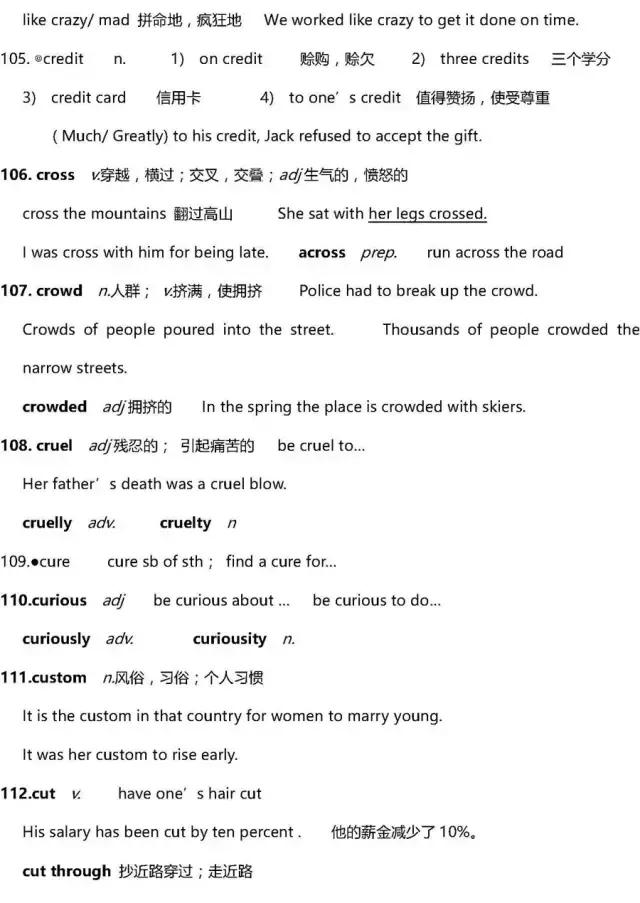 like crazy/ mad 拼命地，疯狂地 We worked like crazy to get it done on time.
105. ⊙credit n. 1) on credit 赊购，赊欠 2) three credits 三个学分
3) credit card 信用卡 4) to one’s credit 值得赞扬，使受尊重
( Much/ Greatly) to his credit, Jack refused to accept the gift.
106. cross v.穿越，横过；交叉，交叠；adj生气的，愤怒的
cross the mountains 翻过高山 She sat with her legs crossed.
I was cross with him for being late. across prep. run across the road
107. crowd n.人群； v.挤满，使拥挤 Police had to break up the crowd.
Crowds of people poured into the street. Thousands of people crowded the
narrow streets.
crowded adj拥挤的 In the spring the place is crowded with skiers.
108. cruel adj残忍的； 引起痛苦的 be cruel to…
Her father’s death was a cruel blow.
cruelly adv. cruelty n
109.●cure cure sb of sth； find a cure for…
110.curious adj be curious about … be curious to do…
curiously adv. curiousity n.
111.custom n.风俗，习俗；个人习惯
It is the custom in that country for women to marry young.
It was her custom to rise early.
112.cut v. have one’s hair cut
His salary has been cut by ten percent . 他的薪金减少了 10%。
cut through 抄近路穿过；走近路